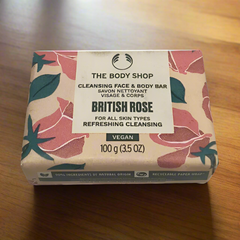 THE BODY SHOP
CLEANSING FACE & BODY BAR
SAVON NETTOYANT
VISAGE & CORPS
BRITISH ROSE
FOR ALL SKIN TYPES
REFRESHING CLEANSING
VEGAN
100 g (3.5 OZ)